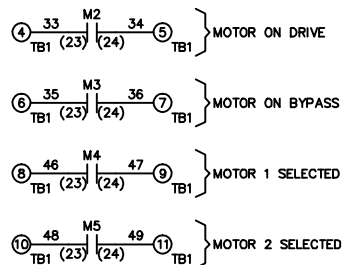 M2
4 33 34 5 MOTOR ON DRIVE
TB1 (23) (24) TB1
M3
6 35 36 7 MOTOR ON BYPASS
TB1 (23) (24) TB1
M4
8 46 47 9 MOTOR 1 SELECTED
TB1 (23) (24) TB1
M5
10 48 49 11 MOTOR 2 SELECTED
TB1 (23) (24) TB1